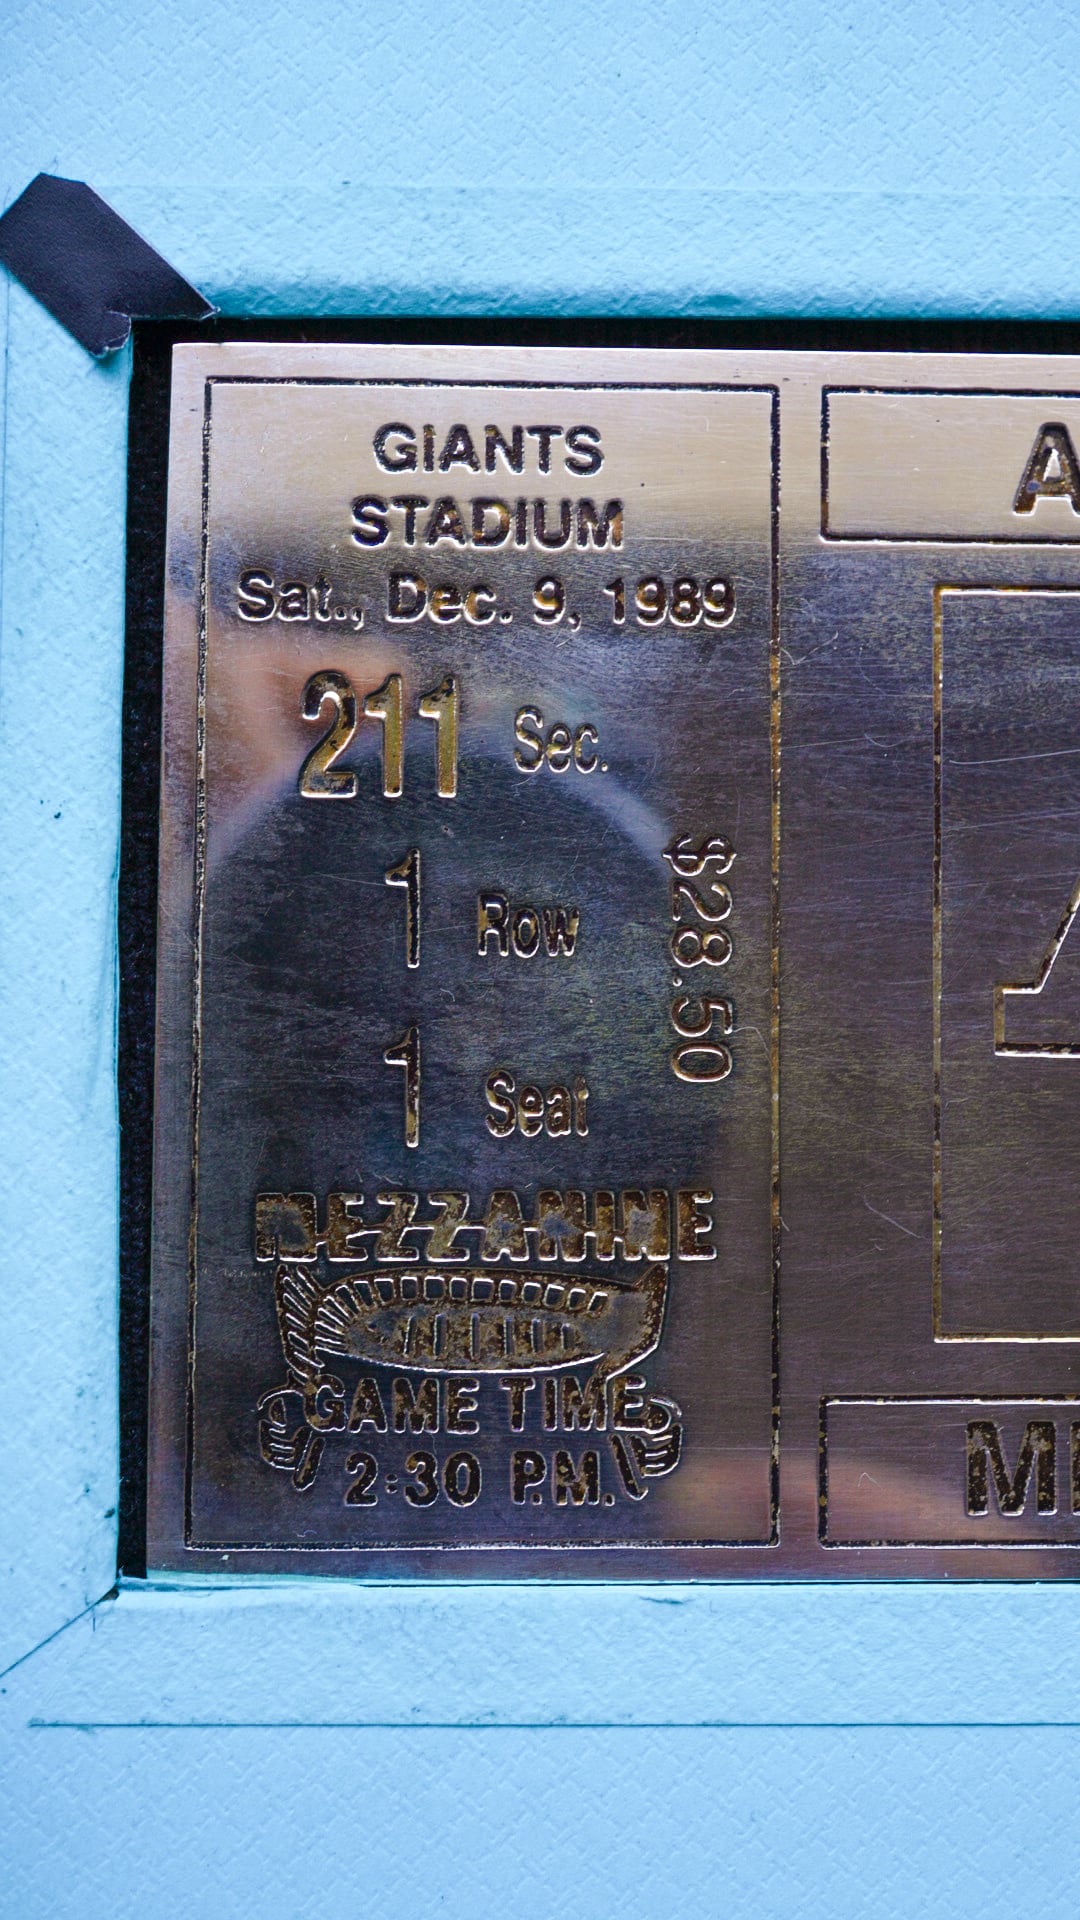 GIANTS
STADIUM
Sat., Dec. 9, 1989
211 Sec.
1 Row
1 Seat
$28.50
MEZZANINE
GAME TIME
2:30 P.M.